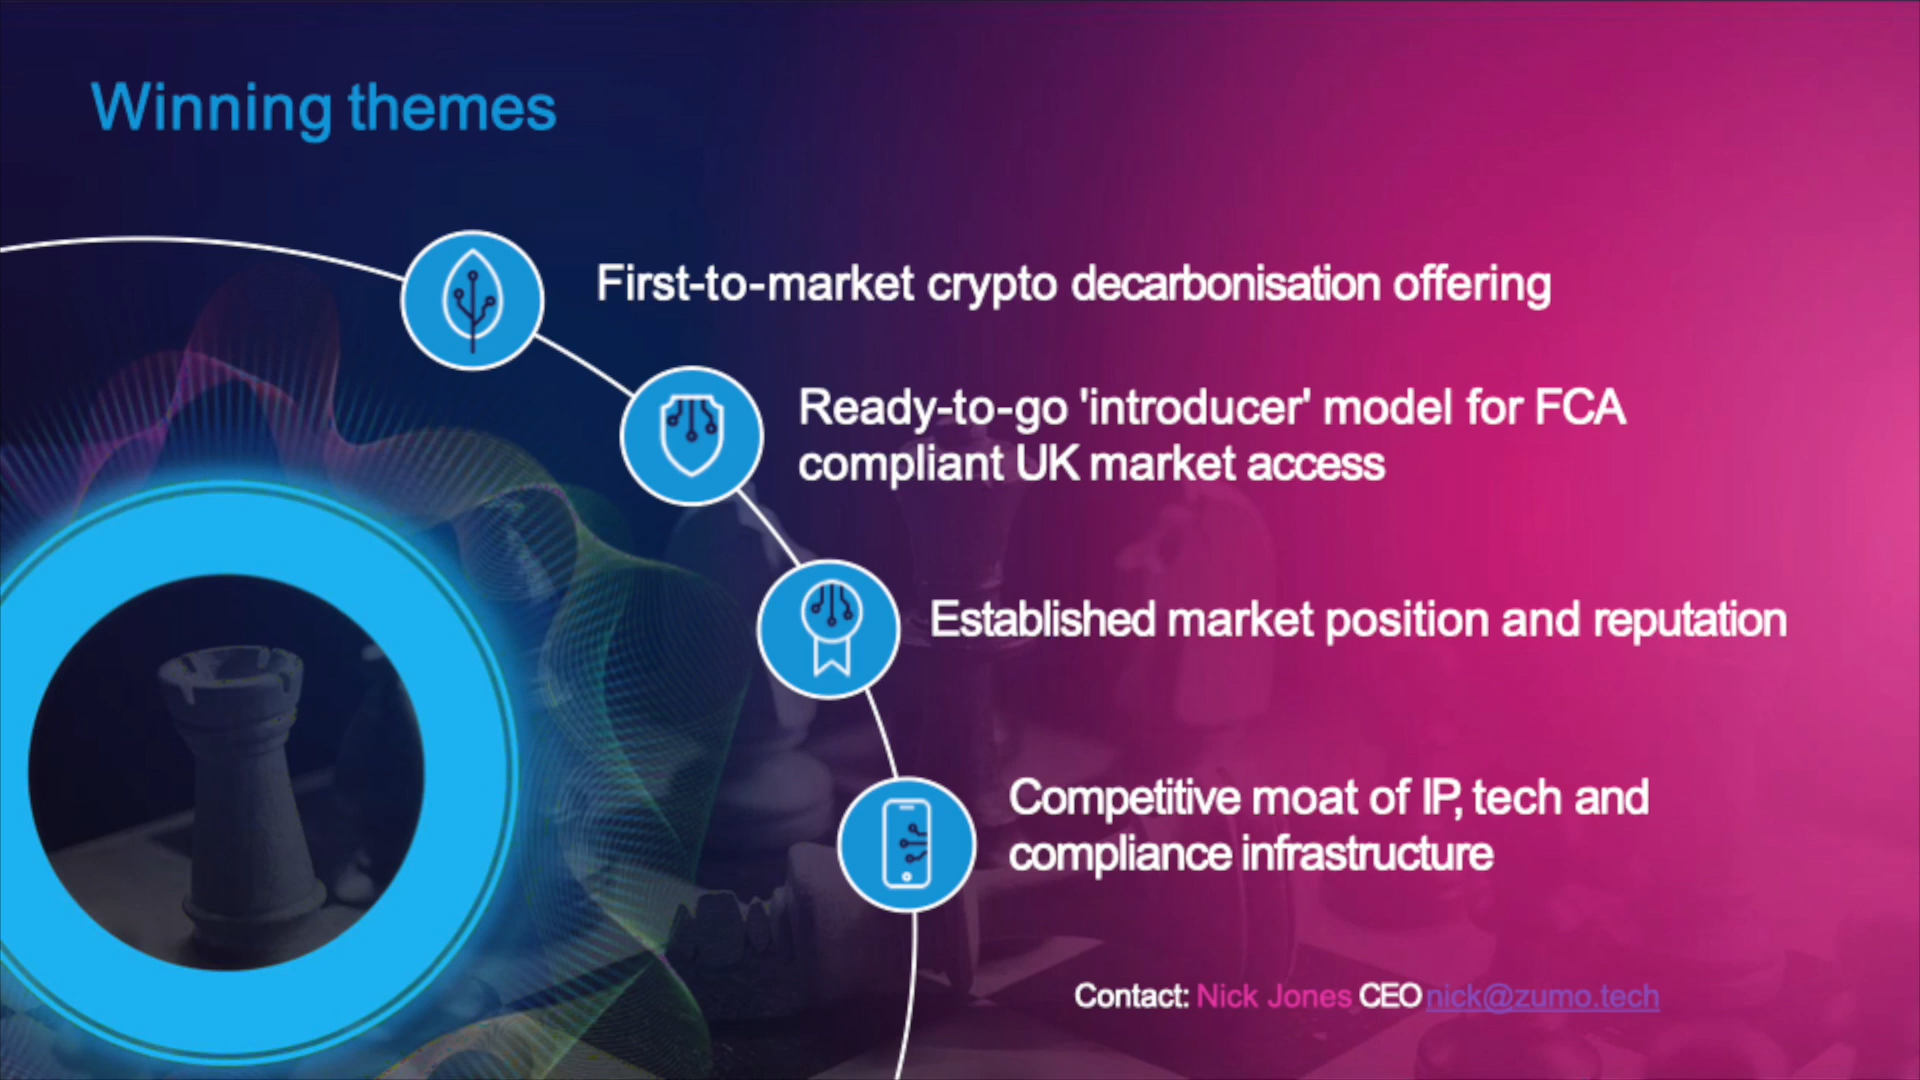 Winning themes
First-to-market crypto decarbonisation offering
Ready-to-go 'introducer' model for FCA
compliant UK market access
Established market position and reputation
Competitive moat of IP, tech and
compliance infrastructure
Contact: Nick Jones CEO nick@zumo.tech